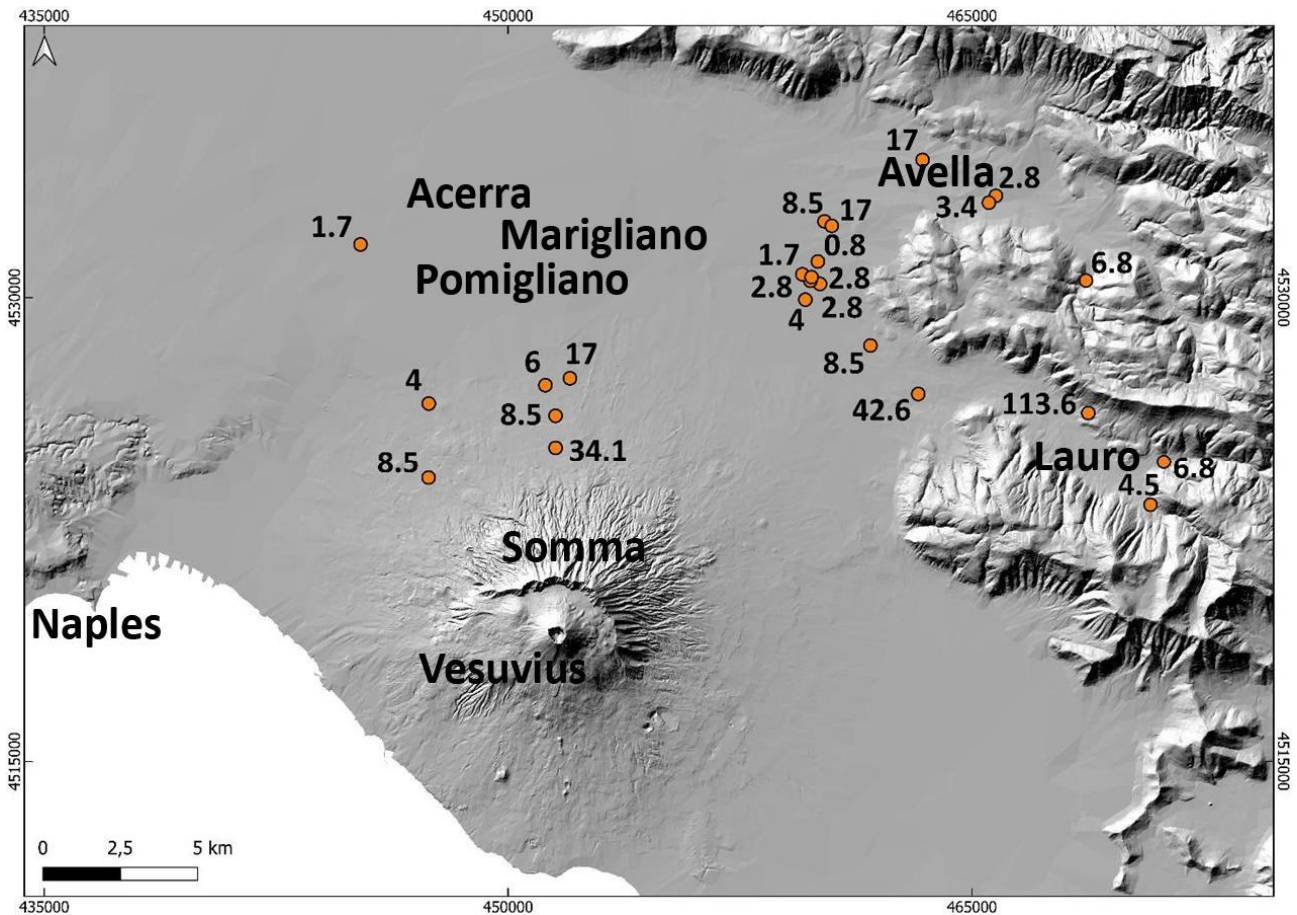 435000 450000 465000
17
Avella 2.8
3.4
Acerra
8.5 17
1.7 Marigliano
0.8
1.7
Pomigliano
2.8 2.8
6.8
2.8
4
4530000 4530000
6 17
8.5
4
42.6 113.6
8.5
34.1
8.5
Lauro
6.8
4.5
Somma
Naples
Vesuvius
4515000 4515000
0 2,5 5 km
435000 450000 465000